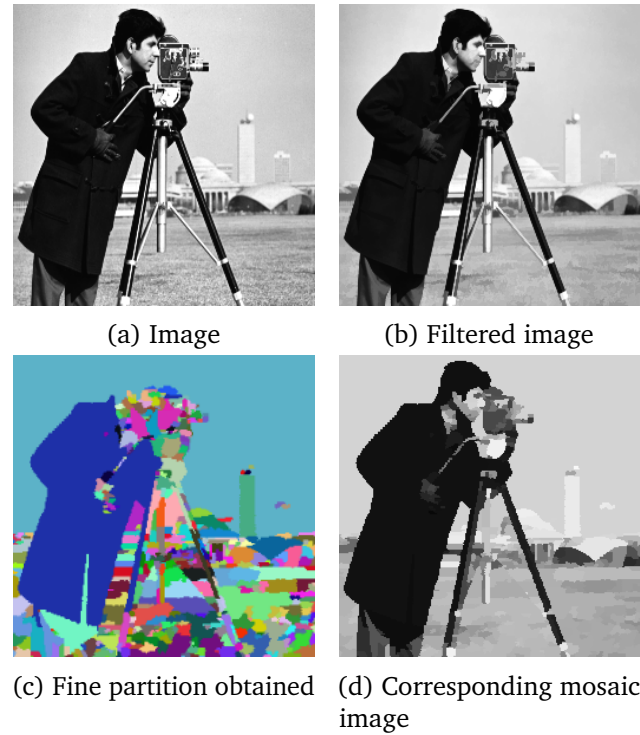 (a) Image
(b) Filtered image
(c) Fine partition obtained
(d) Corresponding mosaic
image